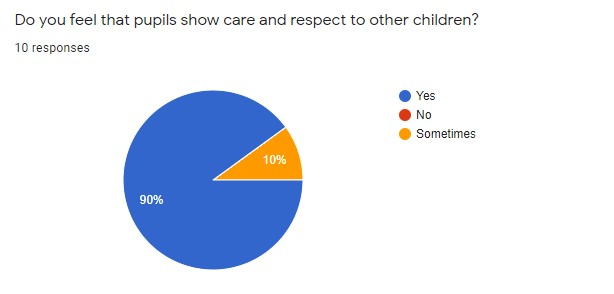 Do you feel that pupils show care and respect to other children?
10 responses
Yes
No
Sometimes
10%
90%